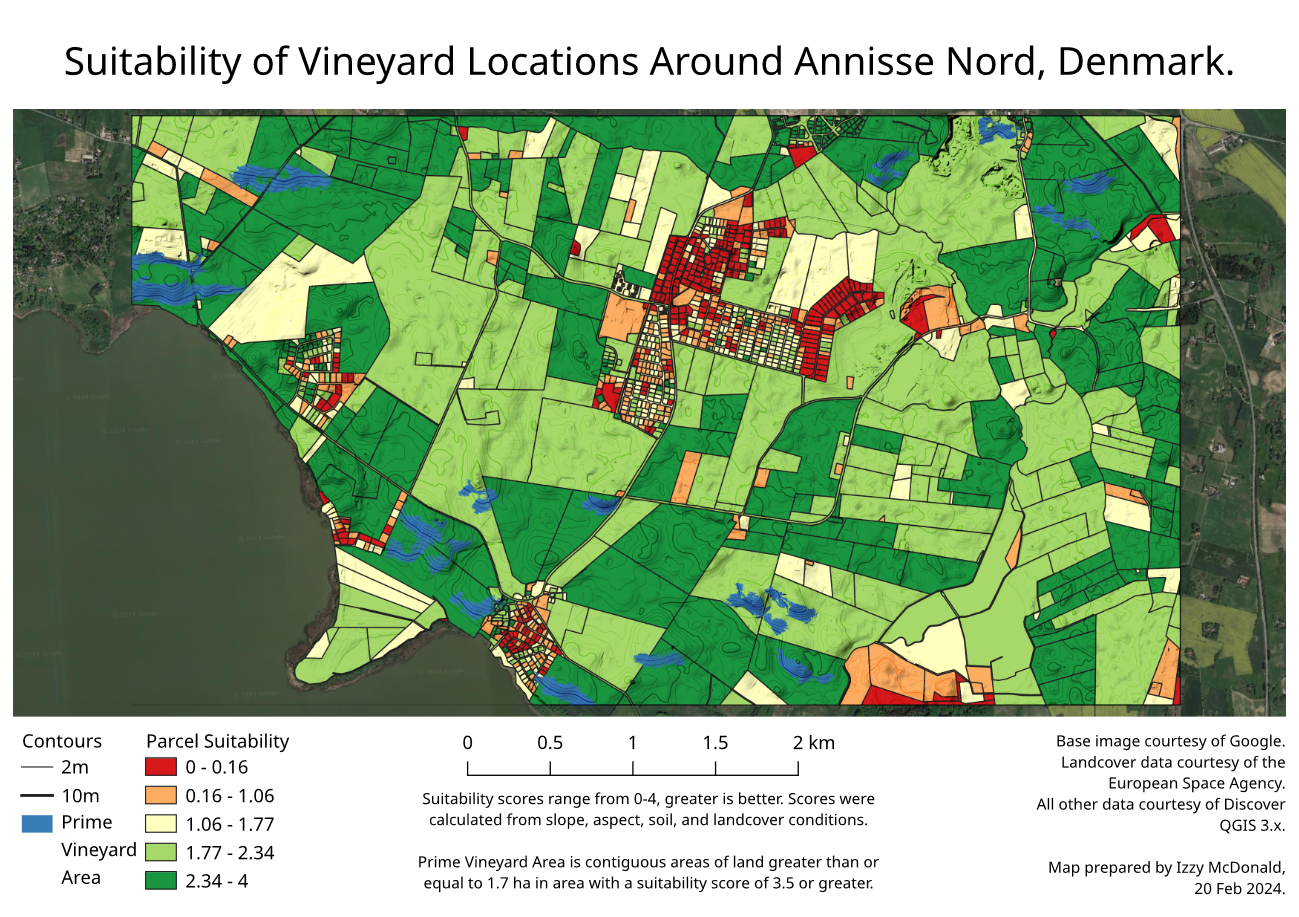 Suitability of Vineyard Locations Around Annisse Nord, Denmark.
Contours
2m
10m
Prime
Vineyard
Area
Parcel Suitability
0 - 0.16
0.16 - 1.06
1.06 - 1.77
1.77 - 2.34
2.34 - 4
0 0.5 1 1.5 2 km
Suitability scores range from 0-4, greater is better. Scores were
calculated from slope, aspect, soil, and landcover conditions.
Prime Vineyard Area is contiguous areas of land greater than or
equal to 1.7 ha in area with a suitability score of 3.5 or greater.
Base image courtesy of Google.
Landcover data courtesy of the
European Space Agency.
All other data courtesy of Discover
QGIS 3.x.
Map prepared by Izzy McDonald,
20 Feb 2024.